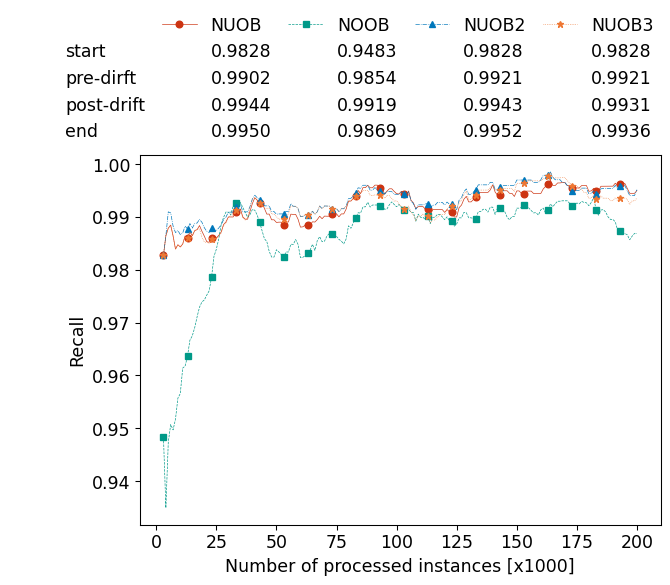 NUOB NOOB NUOB2 NUOB3
start 0.9828 0.9483 0.9828 0.9828
pre-dirft 0.9902 0.9854 0.9921 0.9921
post-drift 0.9944 0.9919 0.9943 0.9931
end 0.9950 0.9869 0.9952 0.9936
1.00
0.99
0.98
0.97
0.96
0.95
0.94
Recall
0 25 50 75 100 125 150 175 200
Number of processed instances [x1000]